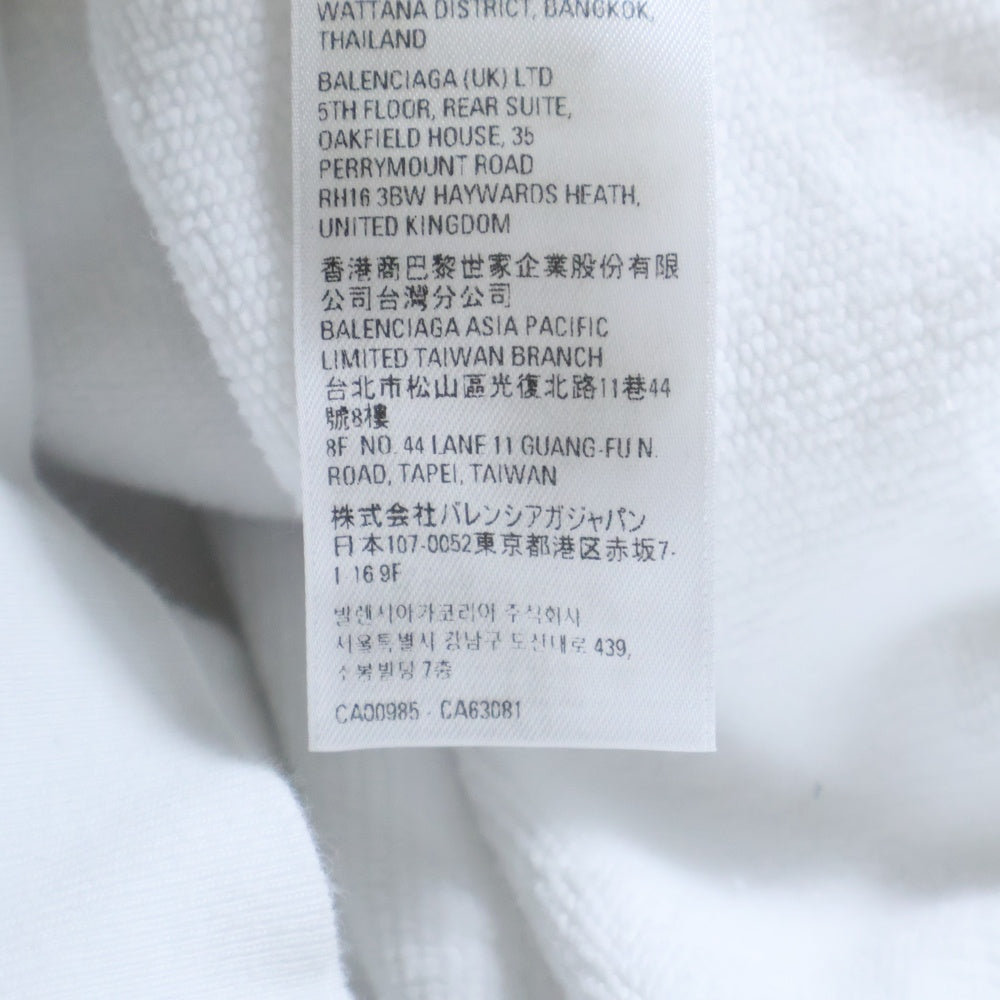 WATTANA DISTRICT, BANGKOK,
THAILAND
BALENCIAGA (UK) LTD
5TH FLOOR, REAR SUITE,
OAKFIELD HOUSE, 35
PERRYMOUNT ROAD
RH16 3BW HAYWARDS HEATH,
UNITED KINGDOM
香港商巴黎世家企業股份有限
公司台灣分公司
BALENCIAGA ASIA PACIFIC
LIMITED TAIWAN BRANCH
台北市松山區光復北路11巷44
號8樓
8F NO. 44 LANE 11 GUANG-FU N.
ROAD, TAPEI, TAIWAN
株式会社バレンシアガジャパン
日本107-0052東京都港区赤坂7-
1 16 9F
발렌시아가코리아 주식회사
서울특별시 강남구 도산대로 439,
7층
CA00985 - CA63081